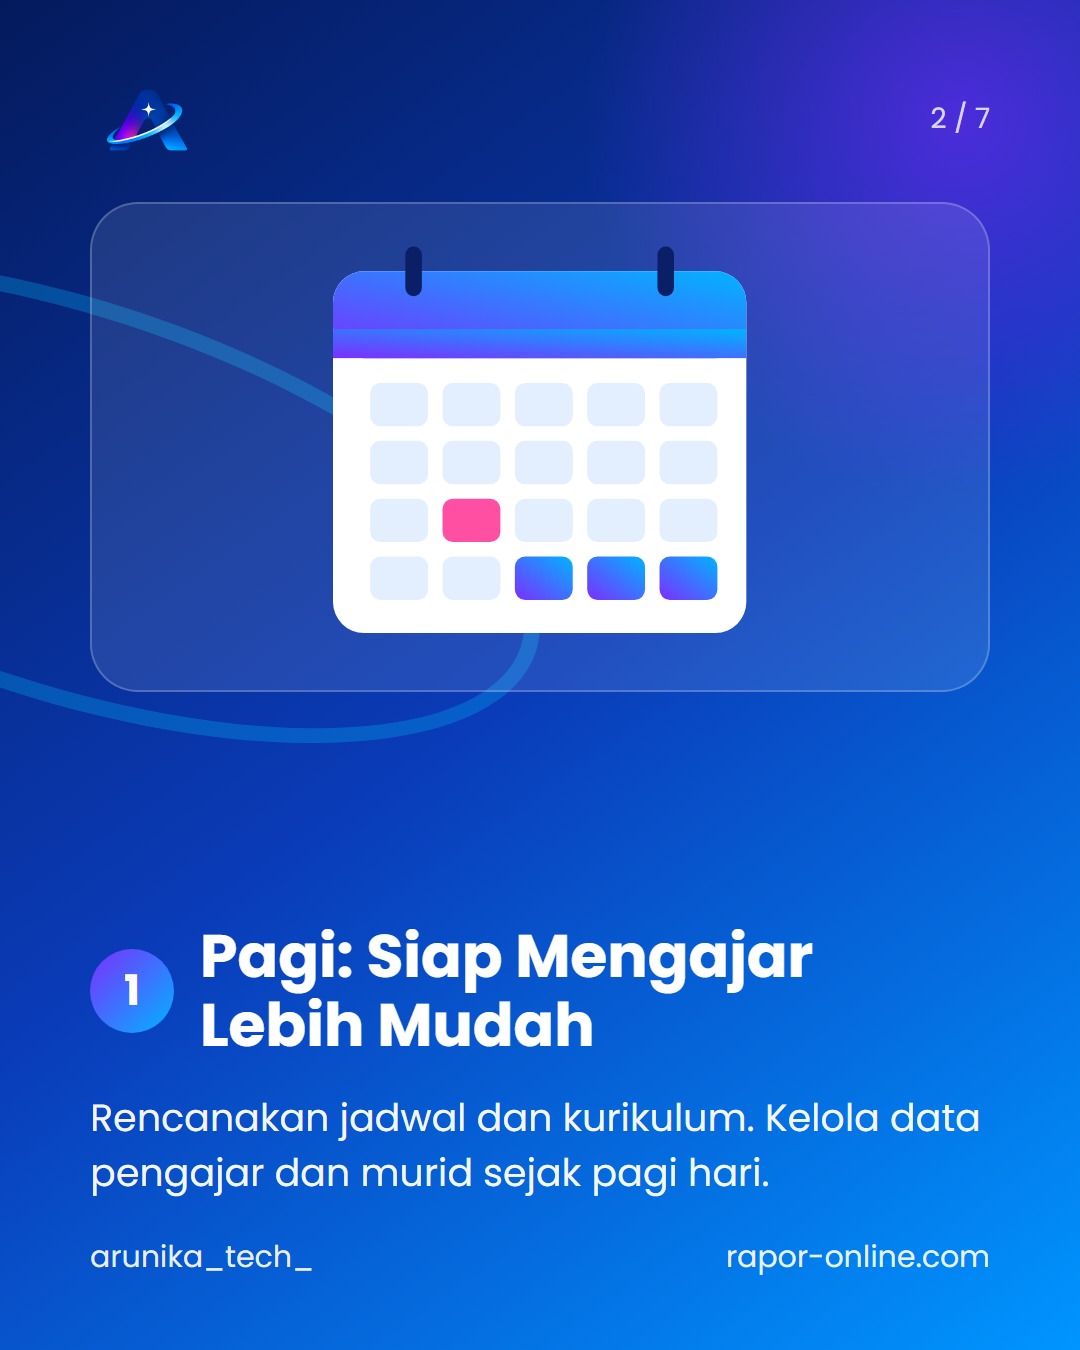 2 / 7
1
Pagi: Siap Mengajar
Lebih Mudah
Rencanakan jadwal dan kurikulum. Kelola data
pengajar dan murid sejak pagi hari.
arunika_tech_
rapor-online.com